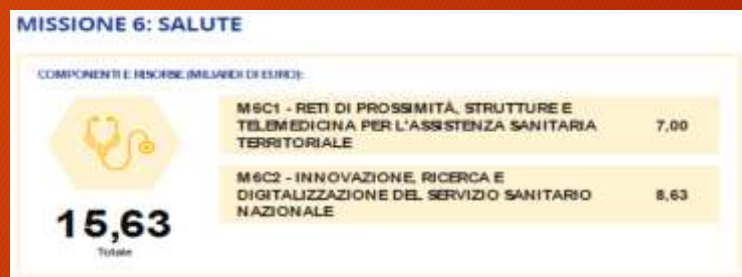 MISSIONE 6: SALUTE
COMPONENTI E RISORSE (MILIARDI DI EURO):
M6C1 - RETI DI PROSSIMITÀ, STRUTTURE E
TELEMEDICINA PER L'ASSISTENZA SANITARIA
TERRITORIALE
7,00
M6C2 - INNOVAZIONE, RICERCA E
DIGITALIZZAZIONE DEL SERVIZIO SANITARIO
NAZIONALE
8,63
15,63
Totale